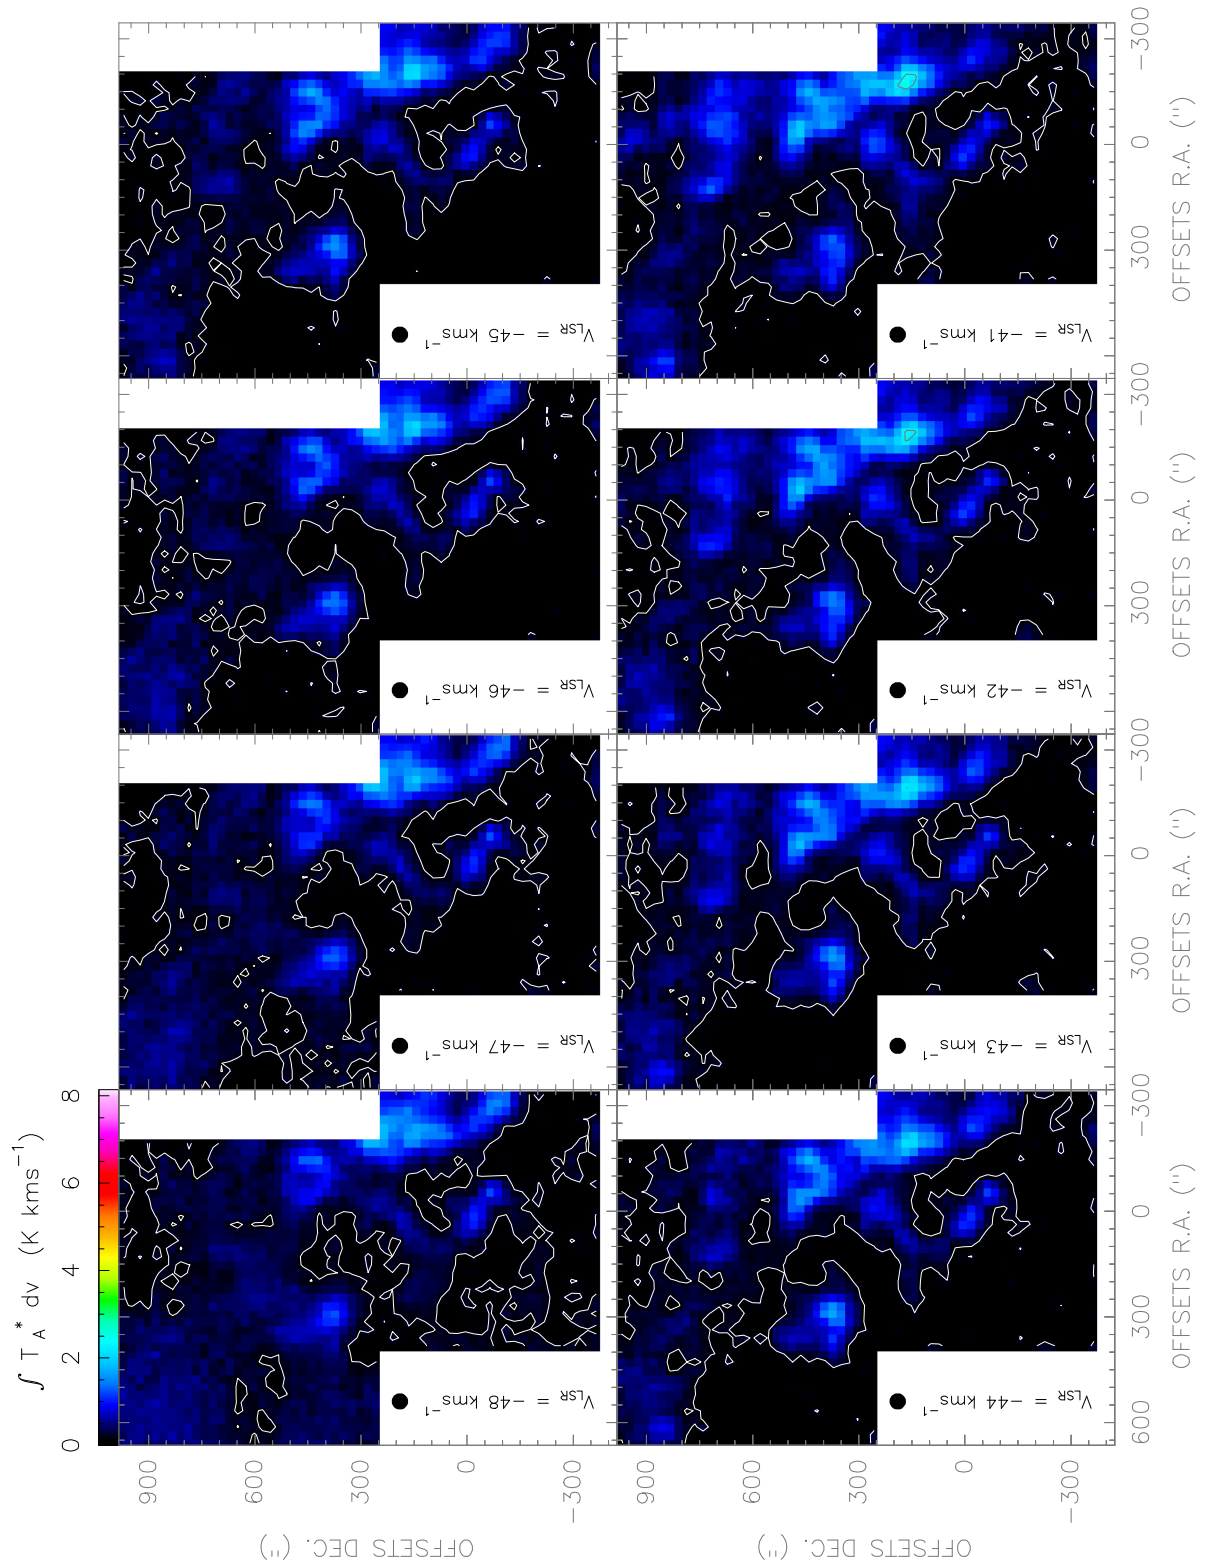 ∫ T_A* dv (K kms⁻¹)
0 2 4 6 8
V_LSR = −48 kms⁻¹
V_LSR = −47 kms⁻¹
V_LSR = −46 kms⁻¹
V_LSR = −45 kms⁻¹
900
600
300
0
−300
OFFSETS DEC. (")
V_LSR = −44 kms⁻¹
V_LSR = −43 kms⁻¹
V_LSR = −42 kms⁻¹
V_LSR = −41 kms⁻¹
900
600
300
0
−300
OFFSETS DEC. (")
600 300 0 −300 300 0 −300 300 0 −300 300 0 −300
OFFSETS R.A. (") OFFSETS R.A. (") OFFSETS R.A. (") OFFSETS R.A. (")